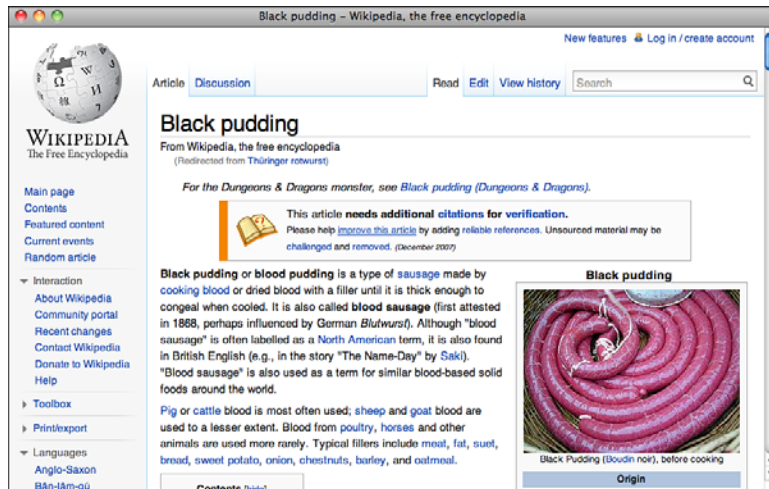 Black pudding – Wikipedia, the free encyclopedia
New features Log in / create account
Article Discussion Read Edit View history Search
WIKIPEDIA
The Free Encyclopedia
Main page
Contents
Featured content
Current events
Random article
Interaction
About Wikipedia
Community portal
Recent changes
Contact Wikipedia
Donate to Wikipedia
Help
Toolbox
Print/export
Languages
Anglo-Saxon
Bân-lâm-gú
Black pudding
From Wikipedia, the free encyclopedia
(Redirected from Thüringer rotwurst)
For the Dungeons & Dragons monster, see Black pudding (Dungeons & Dragons).
This article needs additional citations for verification.
Please help improve this article by adding reliable references. Unsourced material may be
challenged and removed. (December 2007)
Black pudding or blood pudding is a type of sausage made by
cooking blood or dried blood with a filler until it is thick enough to
congeal when cooled. It is also called blood sausage (first attested
in 1868, perhaps influenced by German Blutwurst). Although "blood
sausage" is often labelled as a North American term, it is also found
in British English (e.g., in the story "The Name-Day" by Saki).
"Blood sausage" is also used as a term for similar blood-based solid
foods around the world.
Pig or cattle blood is most often used; sheep and goat blood are
used to a lesser extent. Blood from poultry, horses and other
animals are used more rarely. Typical fillers include meat, fat, suet,
bread, sweet potato, onion, chestnuts, barley, and oatmeal.
Contents [hide]
Black pudding
Black Pudding (Boudin noir), before cooking
Origin